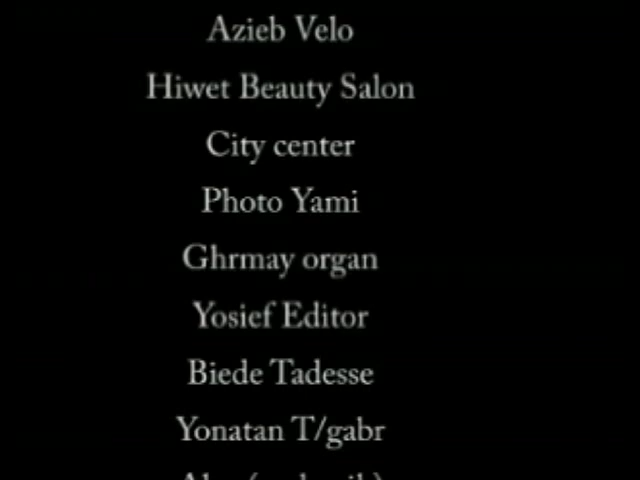 Azieb Velo
Hiwet Beauty Salon
City center
Photo Yami
Ghrmay organ
Yosief Editor
Biede Tadesse
Yonatan T/gabr